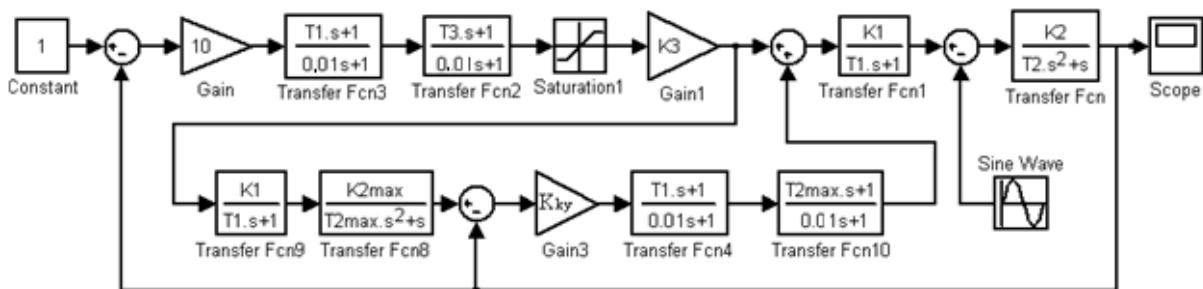 1
Constant
10
Gain
T1.s+1
0.01s+1
Transfer Fcn3
T3.s+1
0.01s+1
Transfer Fcn2
Saturation1
K3
Gain1
K1
T1.s+1
Transfer Fcn1
K2
T2.s²+s
Transfer Fcn
Scope
Sine Wave
K1
T1.s+1
Transfer Fcn9
K2max
T2max.s²+s
Transfer Fcn8
Kky
Gain3
T1.s+1
0.01s+1
Transfer Fcn4
T2max.s+1
0.01s+1
Transfer Fcn10